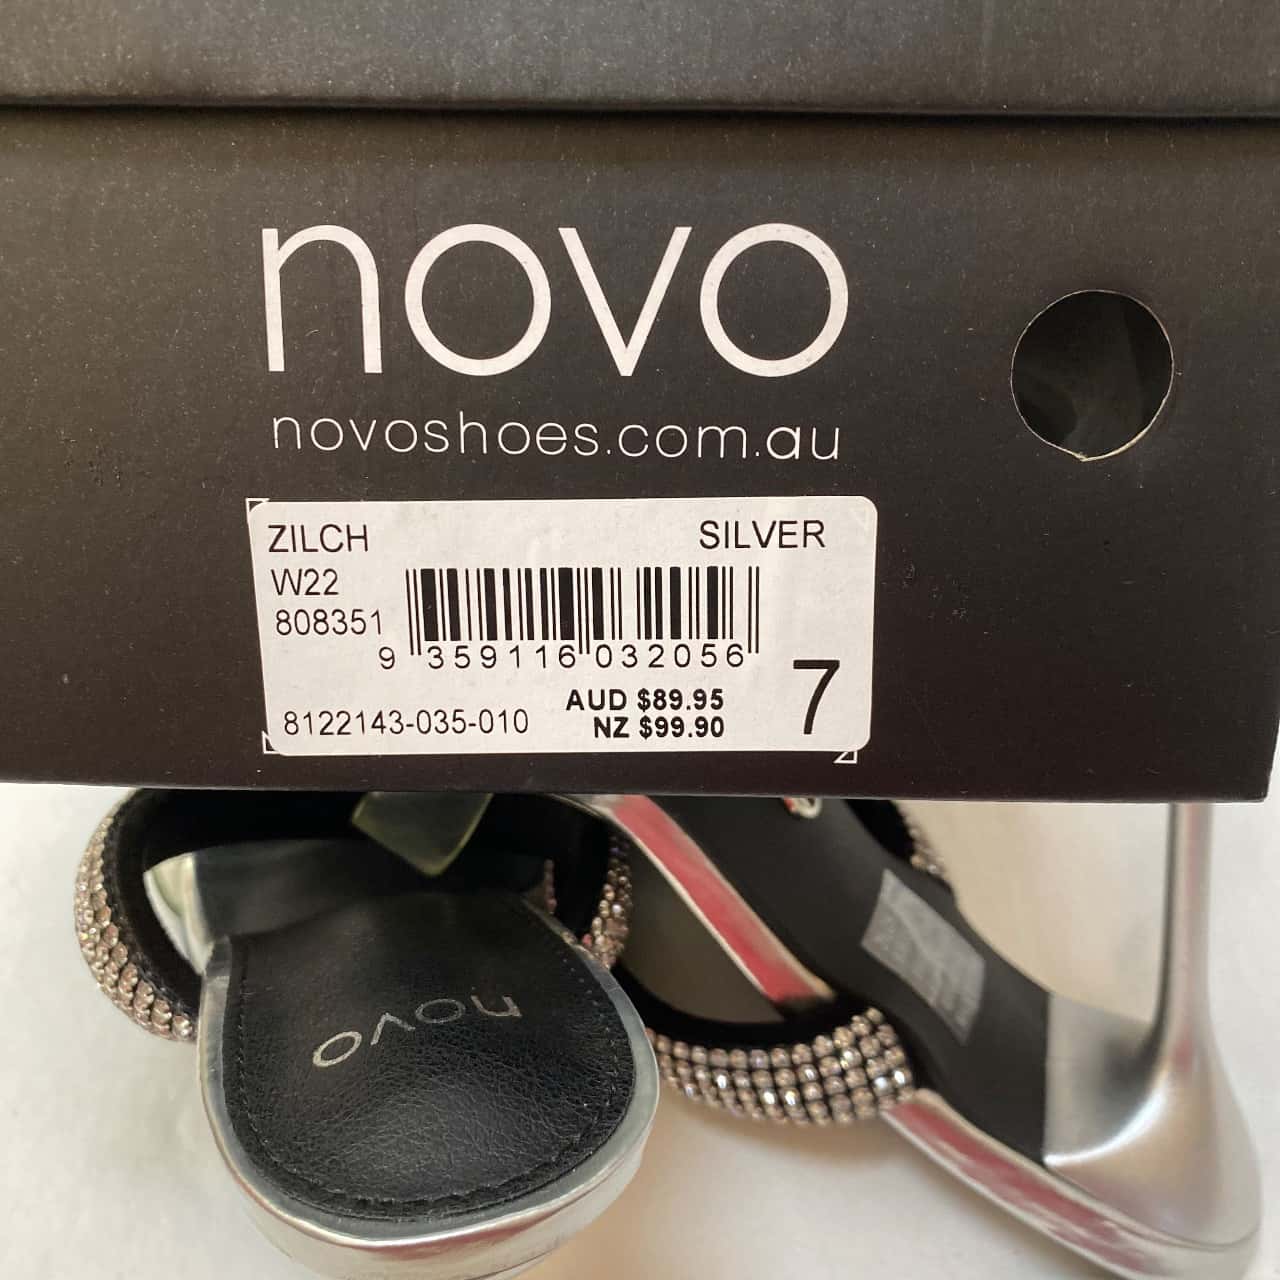 novo
novoshoes.com.au
ZILCH SILVER
W22
808351
9 359116 032056
AUD $89.95
8122143-035-010 NZ $99.90
7
novo